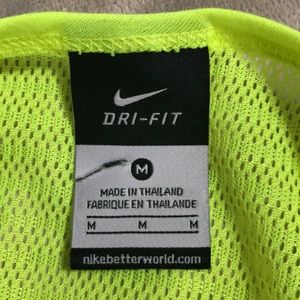 DRI-FIT
M
MADE IN THAILAND
FABRIQUE EN THAILANDE
M M M
nikebetterworld.com